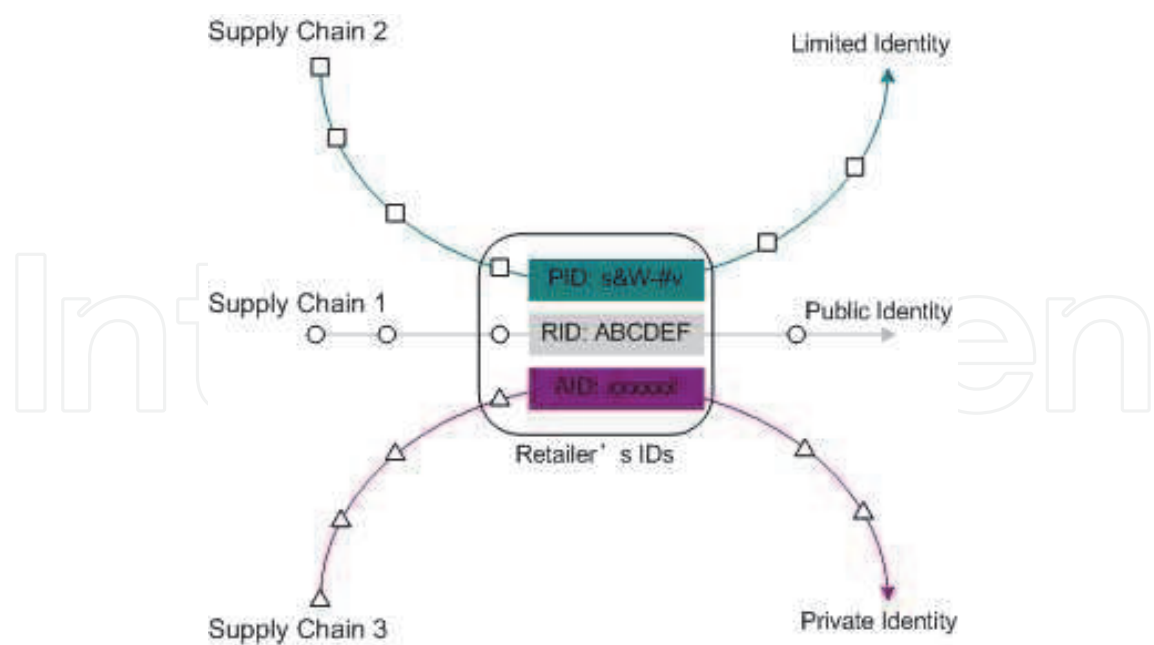 Supply Chain 2
Limited Identity
PID: s&W-#v
Supply Chain 1
Public Identity
RID: ABCDEF
AID:
Retailer’s IDs
Supply Chain 3
Private Identity